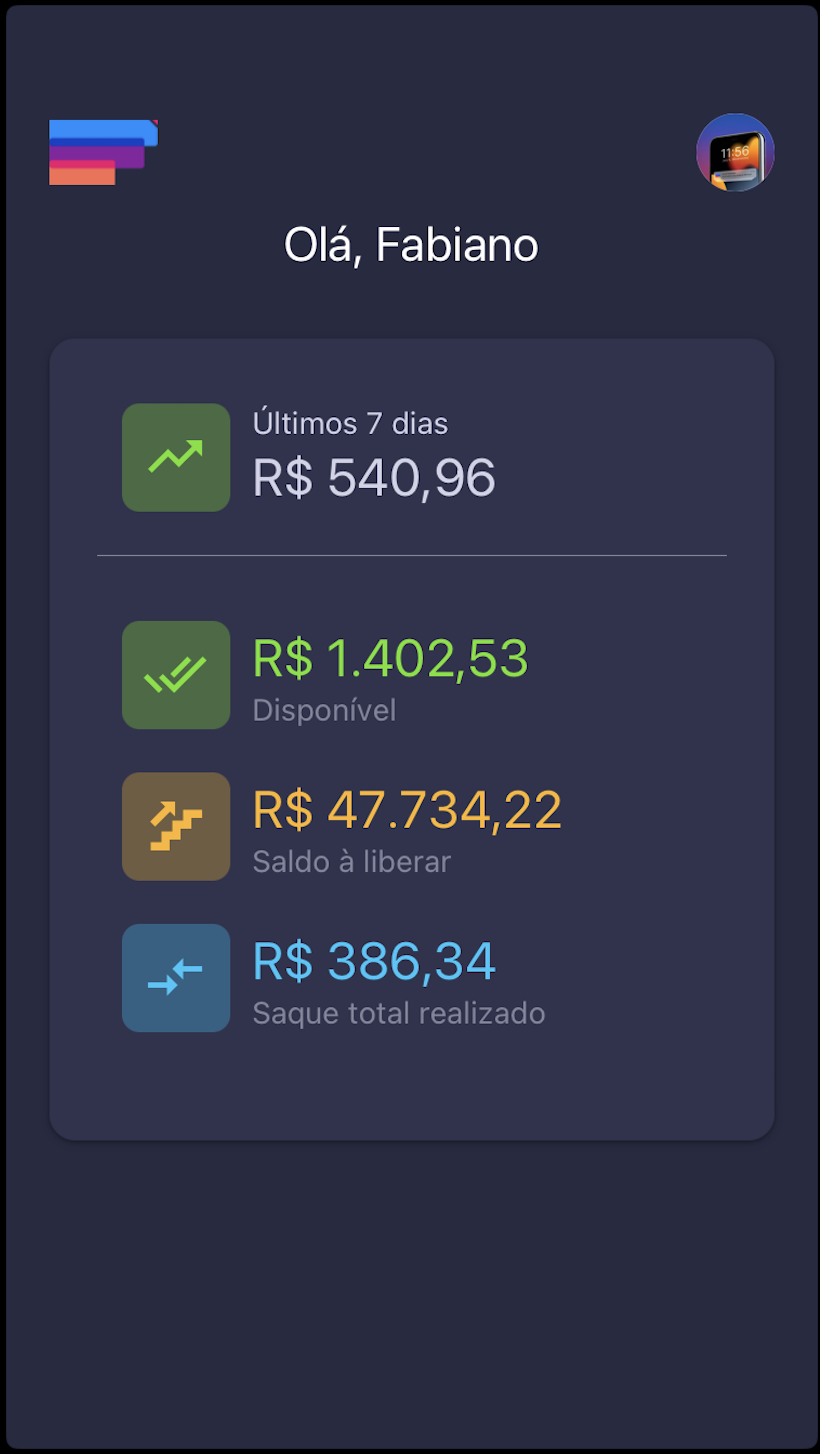 11:56
Olá, Fabiano
Últimos 7 dias
R$ 540,96
R$ 1.402,53
Disponível
R$ 47.734,22
Saldo à liberar
R$ 386,34
Saque total realizado